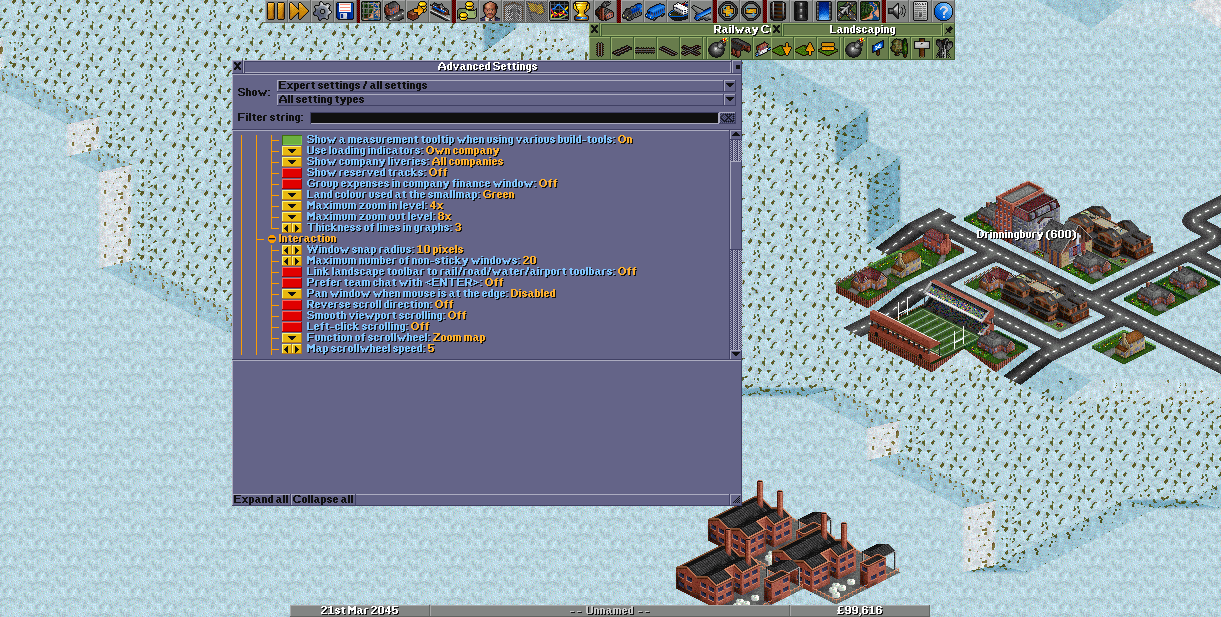 Railway C
Landscaping
Advanced Settings
Show:
Expert settings / all settings
All setting types
Filter string:
Show a measurement tooltip when using various build-tools: On
Use loading indicators: Own company
Show company liveries: All companies
Show reserved tracks: Off
Group expenses in company finance window: Off
Land colour used at the smallmap: Green
Maximum zoom in level: 4x
Maximum zoom out level: 8x
Thickness of lines in graphs: 3
Interaction
Window snap radius: 10 pixels
Maximum number of non-sticky windows: 20
Link landscape toolbar to rail/road/water/airport toolbars: Off
Prefer team chat with <ENTER>: Off
Pan window when mouse is at the edge: Disabled
Reverse scroll direction: Off
Smooth viewport scrolling: Off
Left-click scrolling: Off
Function of scrollwheel: Zoom map
Map scrollwheel speed: 5
Expand all
Collapse all
Drinningbury (600)
21st Mar 2045
-- Unnamed --
£99,616